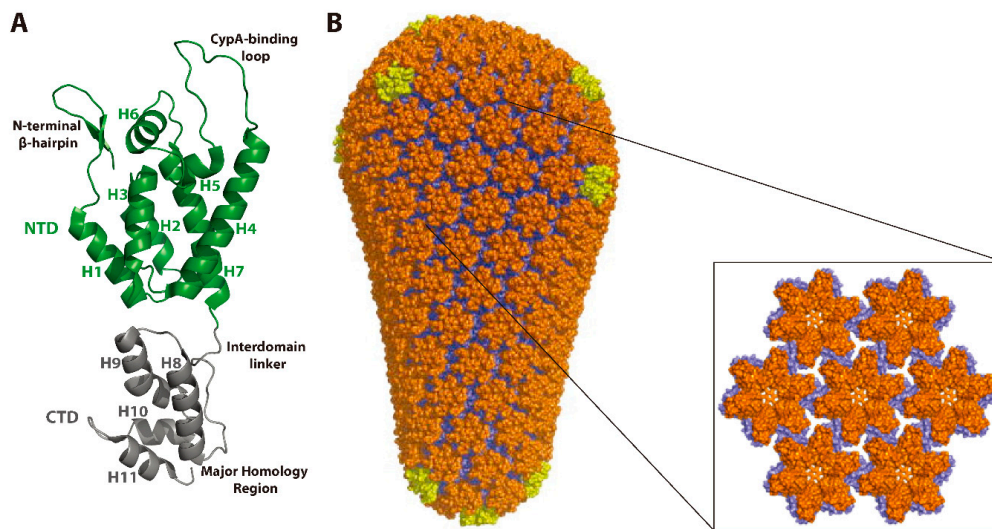 A
B
CypA-binding
loop
H6
N-terminal
β-hairpin
H3
H5
NTD
H2
H4
H1
H7
Interdomain
linker
H9
H8
CTD
H10
H11
Major Homology
Region